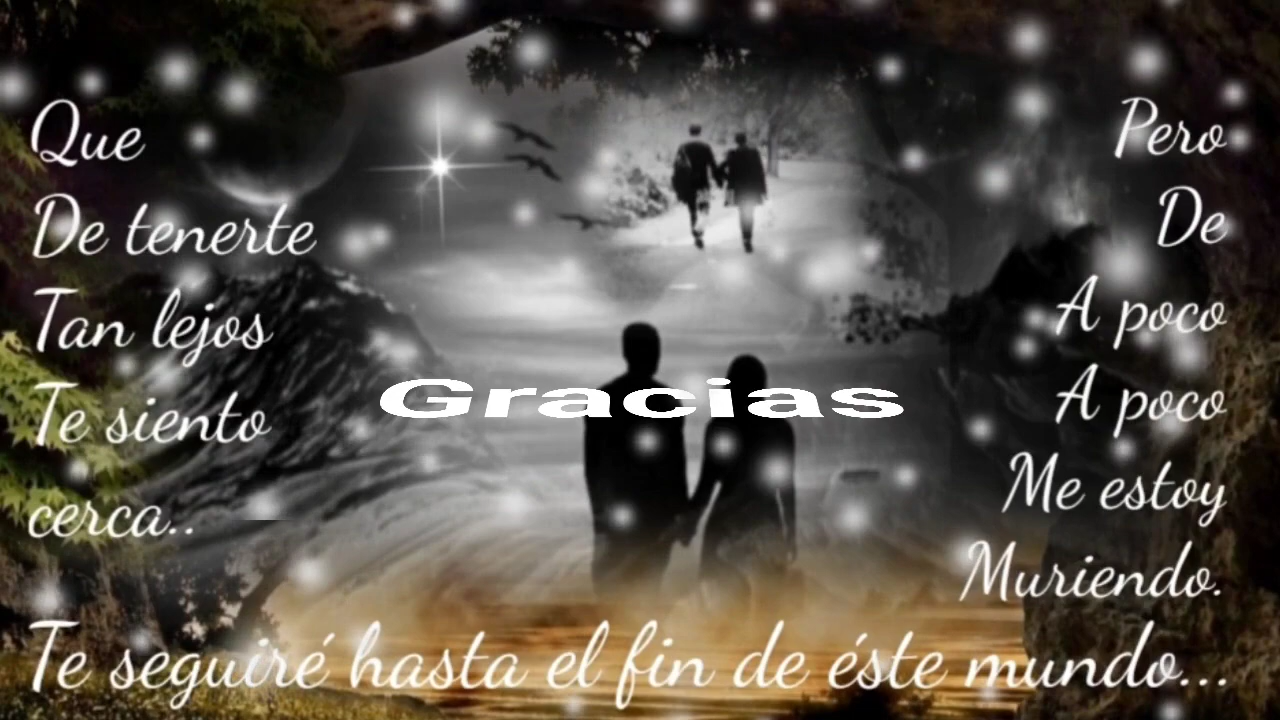 Que
De tenerte
Tan lejos
Te siento
cerca..
Gracias
Pero
De
A poco
A poco
Me estoy
Muriendo.
Te seguiré hasta el fin de éste mundo...